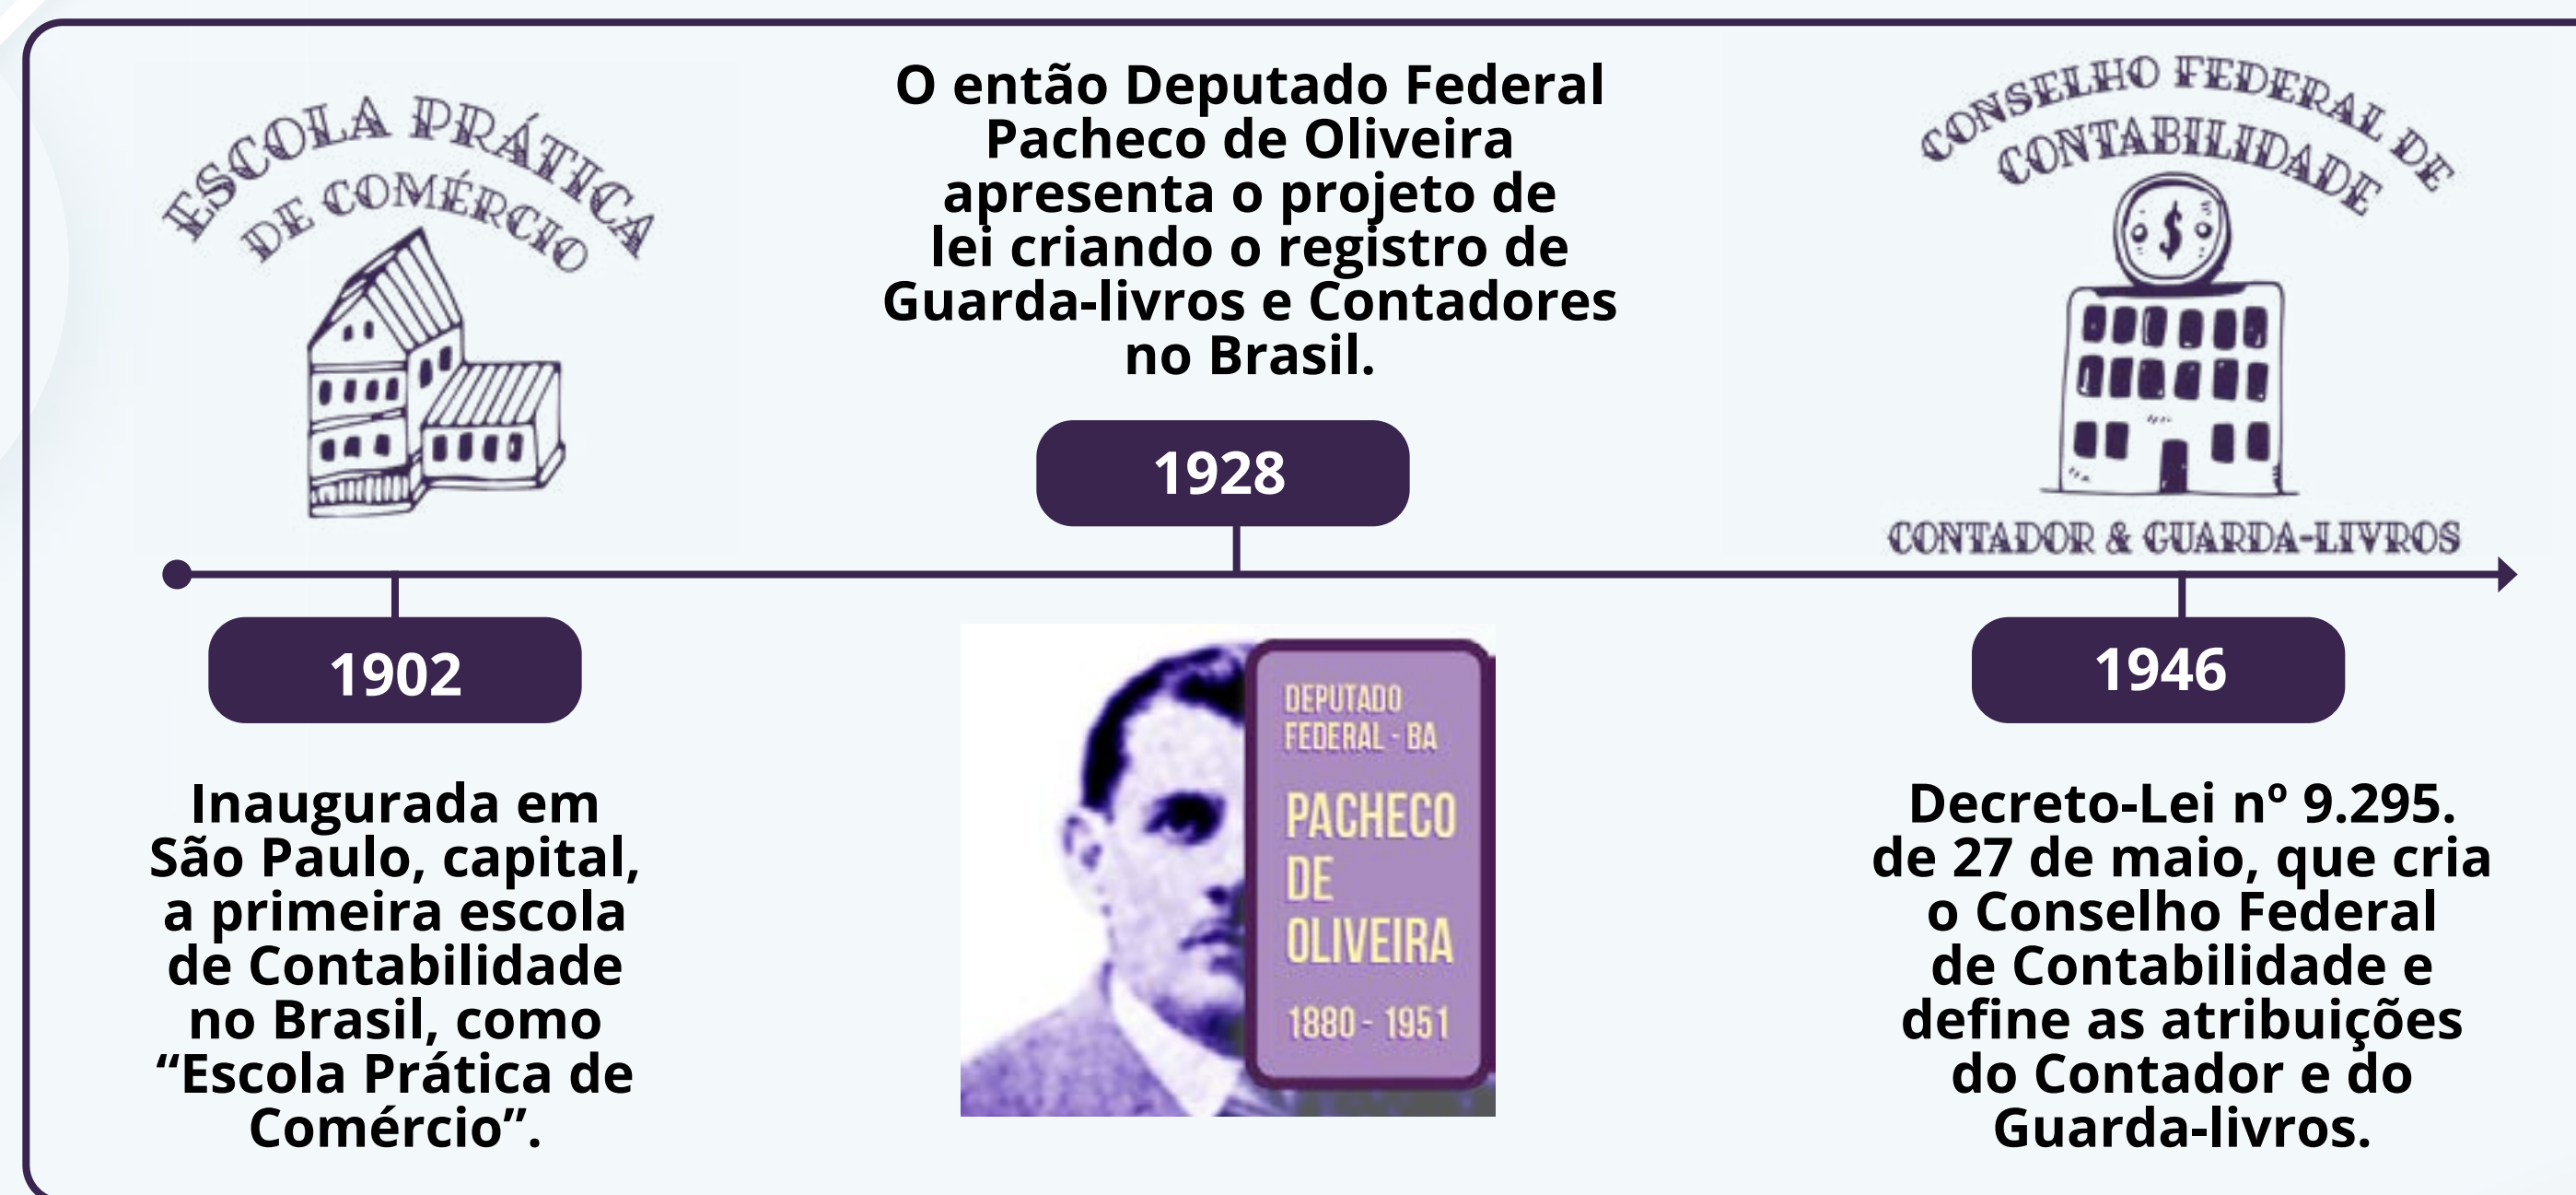 ESCOLA PRÁTICA
DE COMÉRCIO
1902
Inaugurada em
São Paulo, capital,
a primeira escola
de Contabilidade
no Brasil, como
“Escola Prática de
Comércio”.
O então Deputado Federal
Pacheco de Oliveira
apresenta o projeto de
lei criando o registro de
Guarda-livros e Contadores
no Brasil.
1928
DEPUTADO
FEDERAL - BA
PACHECO
DE
OLIVEIRA
1880 - 1951
CONSELHO FEDERAL DE
CONTABILIDADE
$
CONTADOR & GUARDA-LIVROS
1946
Decreto-Lei nº 9.295.
de 27 de maio, que cria
o Conselho Federal
de Contabilidade e
define as atribuições
do Contador e do
Guarda-livros.